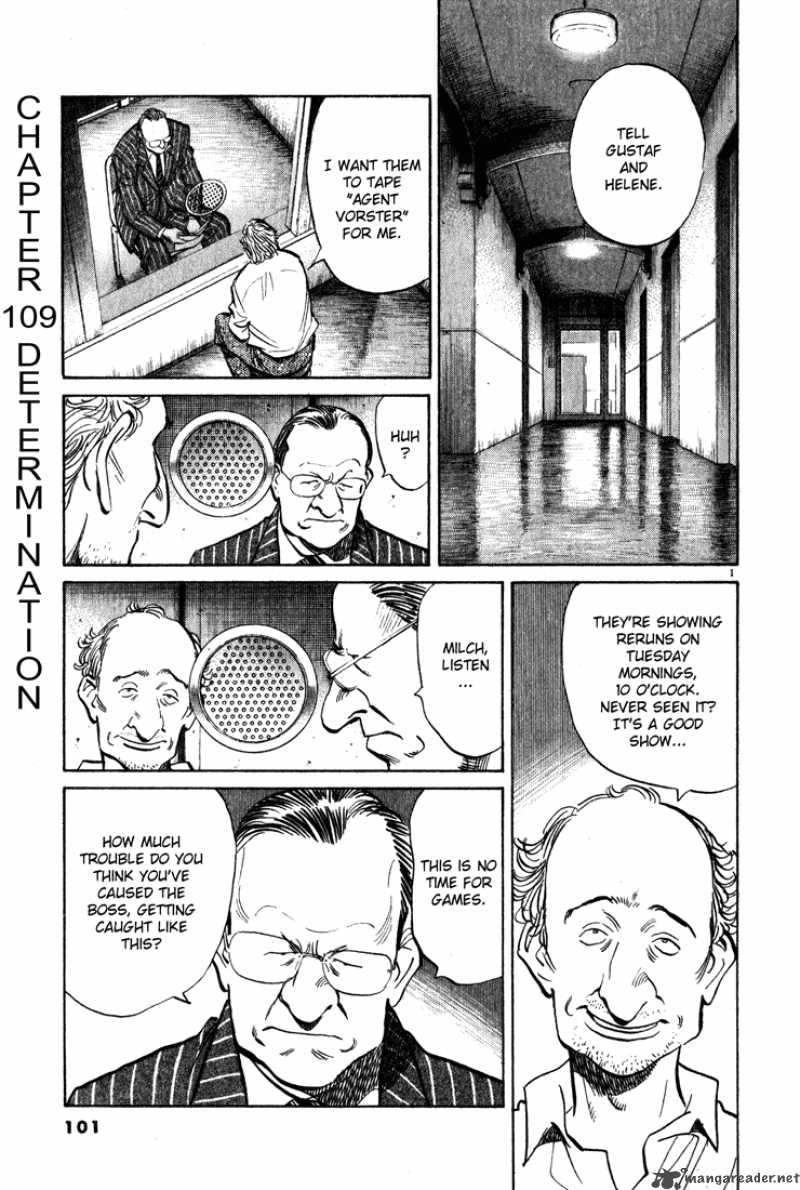 CHAPTER 109 DETERMINATION
TELL
GUSTAF
AND
HELENE.
I WANT THEM
TO TAPE
"AGENT
VORSTER"
FOR ME.
HUH
?
1
THEY'RE SHOWING
RERUNS ON
TUESDAY
MORNINGS,
10 O'CLOCK.
NEVER SEEN IT?
IT'S A GOOD
SHOW...
MILCH,
LISTEN
...
THIS IS NO
TIME FOR
GAMES.
HOW MUCH
TROUBLE DO YOU
THINK YOU'VE
CAUSED THE
BOSS, GETTING
CAUGHT LIKE
THIS?
101
mangareader.net